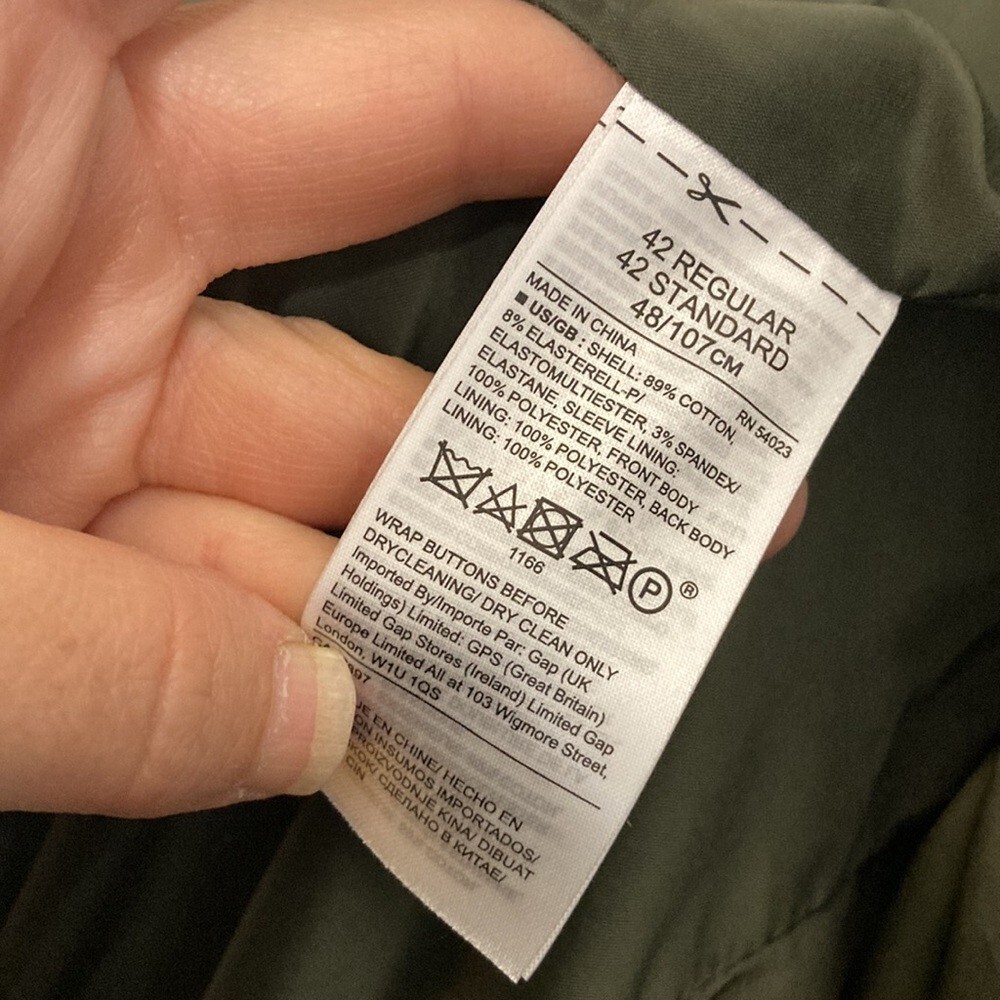 42 REGULAR
42 STANDARD
48/107CM
MADE IN CHINA RN 54023
■ US/GB : SHELL: 89% COTTON,
8% ELASTERELL-P/
ELASTOMULTIESTER, 3% SPANDEX/
ELASTANE, SLEEVE LINING:
100% POLYESTER, FRONT BODY
LINING: 100% POLYESTER, BACK BODY
LINING: 100% POLYESTER
P ®
1166
WRAP BUTTONS BEFORE
DRYCLEANING/ DRY CLEAN ONLY
Imported By/Importe Par: Gap (UK
Holdings) Limited: GPS (Great Britain)
Limited Gap Stores (Ireland) Limited Gap
Europe Limited All at 103 Wigmore Street,
London, W1U 1QS
EN CHINE/ HECHO EN
INSUMOS IMPORTADOS/
PROIZVODNJE KINA/ DIBUAT
СДЕЛАНО В КИТАЕ/